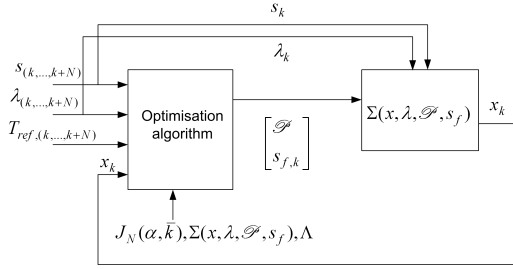 s_k
λ_k
s_(k,...,k+N)
λ_(k,...,k+N)
T_ref,(k,...,k+N)
x_k
Optimisation
algorithm
[𝒫
s_f,k]
Σ(x,λ,𝒫,s_f)
x_k
J_N(α,k̄),Σ(x,λ,𝒫,s_f),Λ